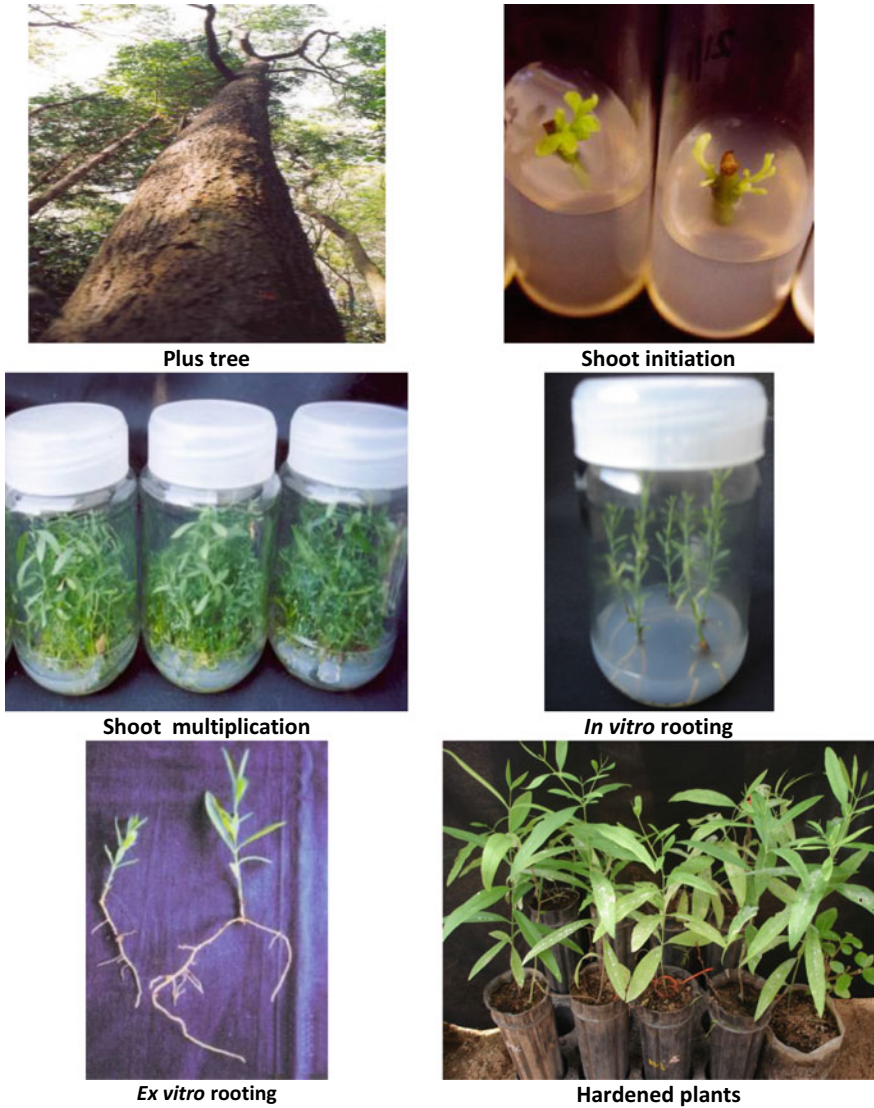 Plus tree
Shoot initiation
Shoot multiplication
In vitro rooting
Ex vitro rooting
Hardened plants